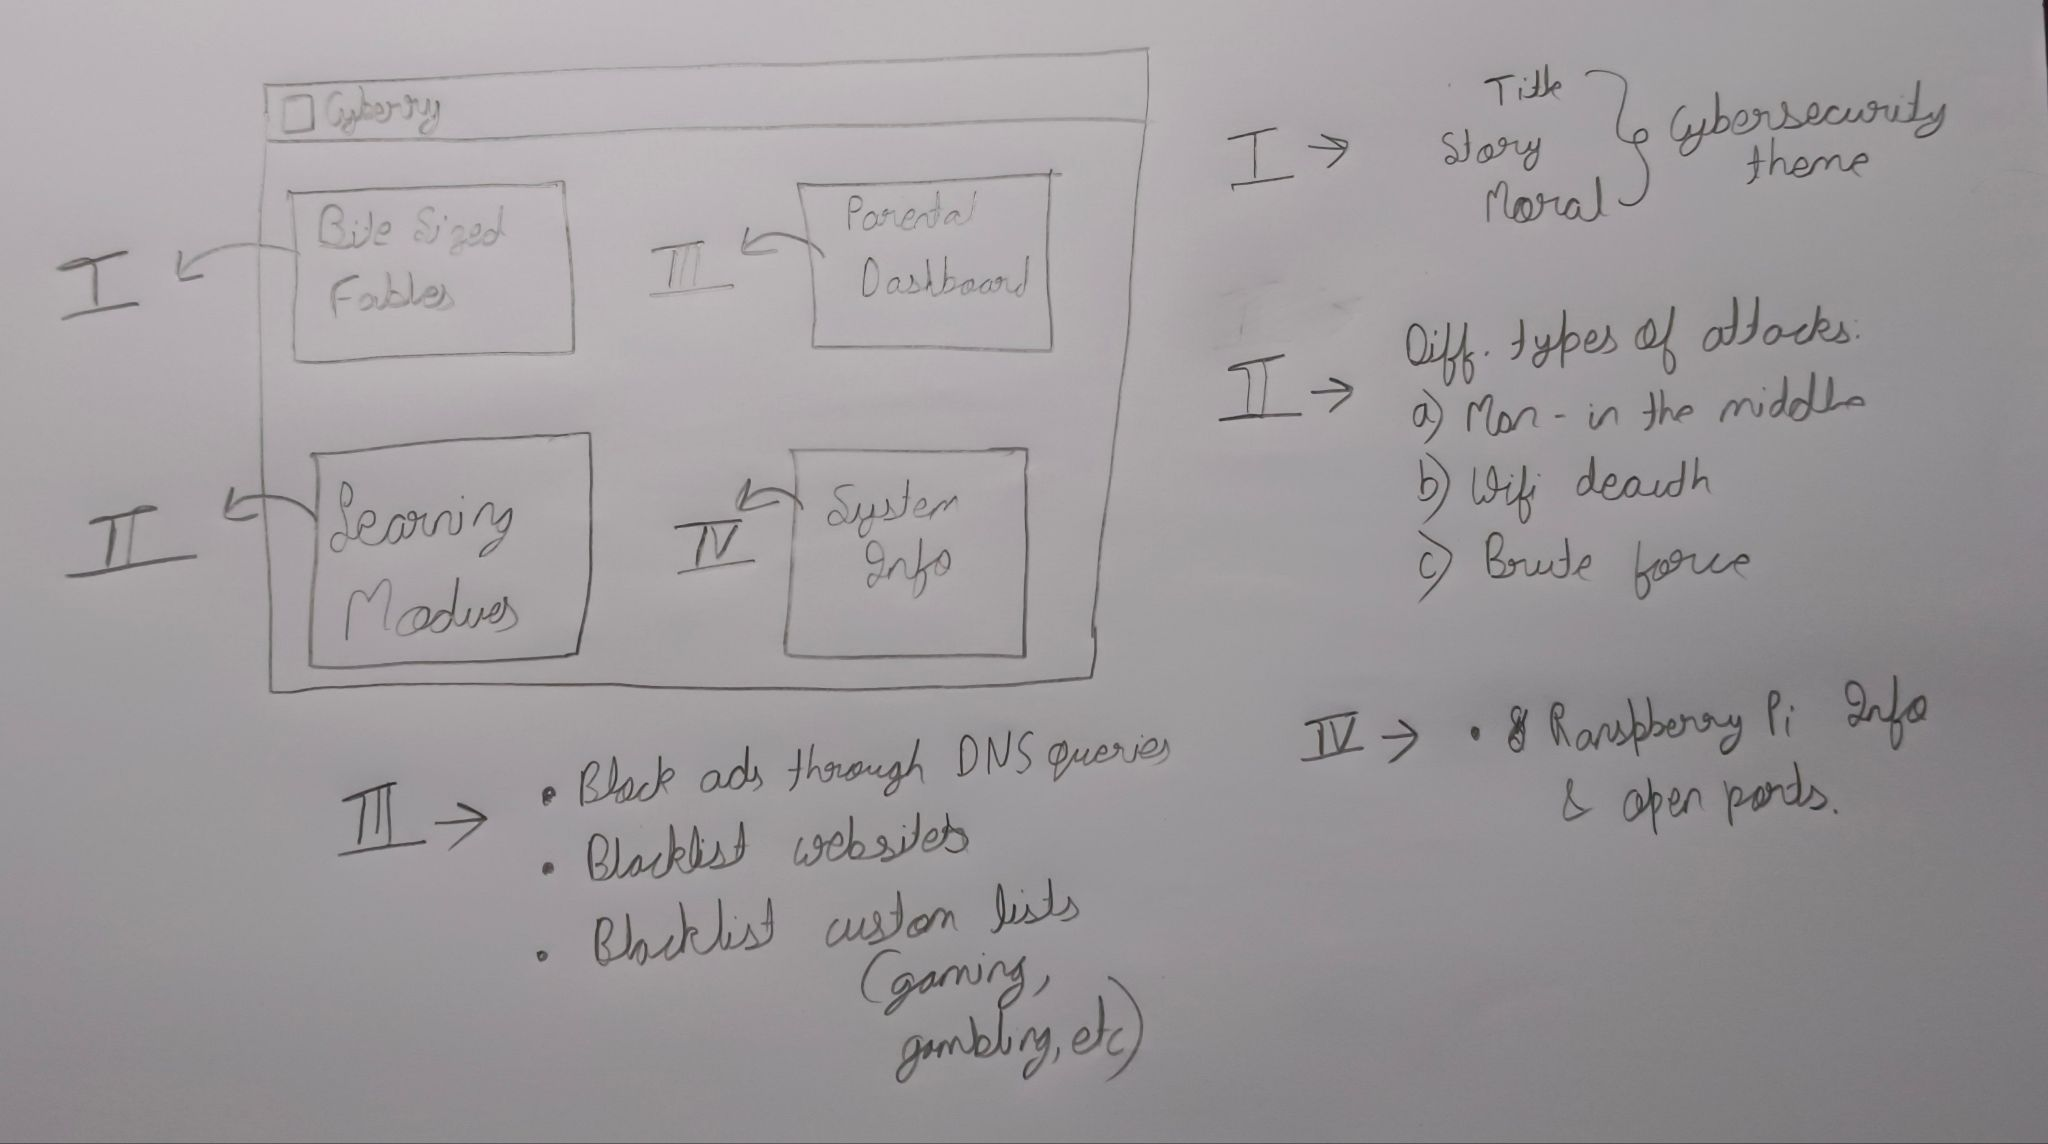 Cyberry
Bite Sized
Fables
I
Parental
Dashboard
III
Learning
Modues
II
System
Info
IV
I → Title
Story
Moral
Cybersecurity
theme
II → Diff. types of attacks:
a) Man-in the middle
b) Wifi deauth
c) Brute force
III → • Block ads through DNS queries
• Blacklist websites
• Blacklist custom lists
(gaming,
gambling, etc)
IV → • Raspberry Pi Info
& open ports.